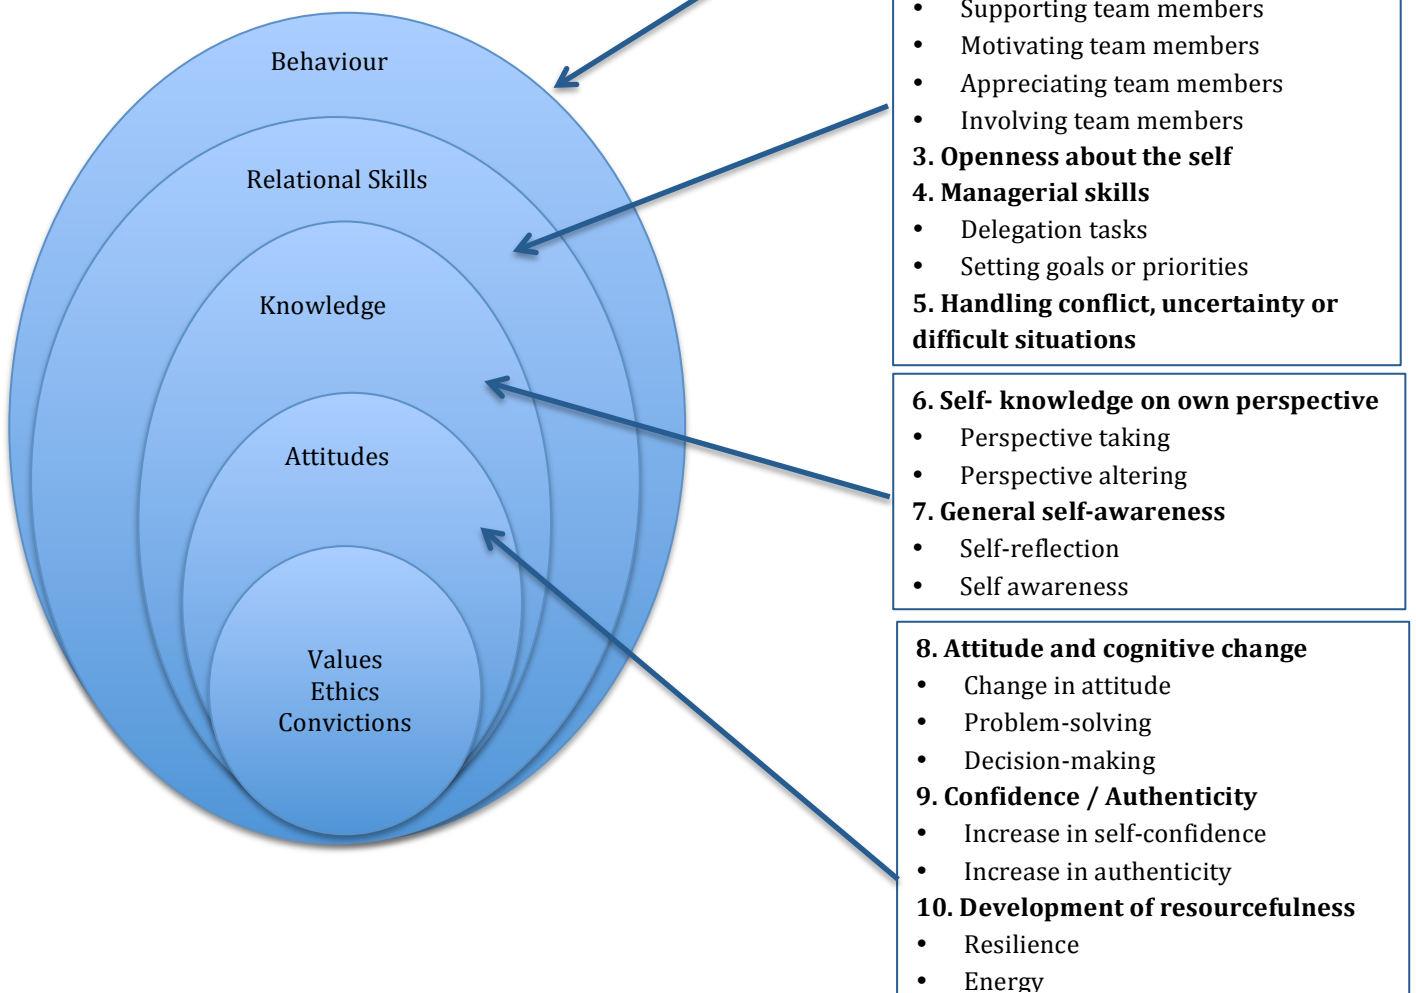 Behaviour
Relational Skills
Knowledge
Attitudes
Values
Ethics
Convictions
• Supporting team members
• Motivating team members
• Appreciating team members
• Involving team members
3. Openness about the self
4. Managerial skills
• Delegation tasks
• Setting goals or priorities
5. Handling conflict, uncertainty or
difficult situations
6. Self- knowledge on own perspective
• Perspective taking
• Perspective altering
7. General self-awareness
• Self-reflection
• Self awareness
8. Attitude and cognitive change
• Change in attitude
• Problem-solving
• Decision-making
9. Confidence / Authenticity
• Increase in self-confidence
• Increase in authenticity
10. Development of resourcefulness
• Resilience
• Energy